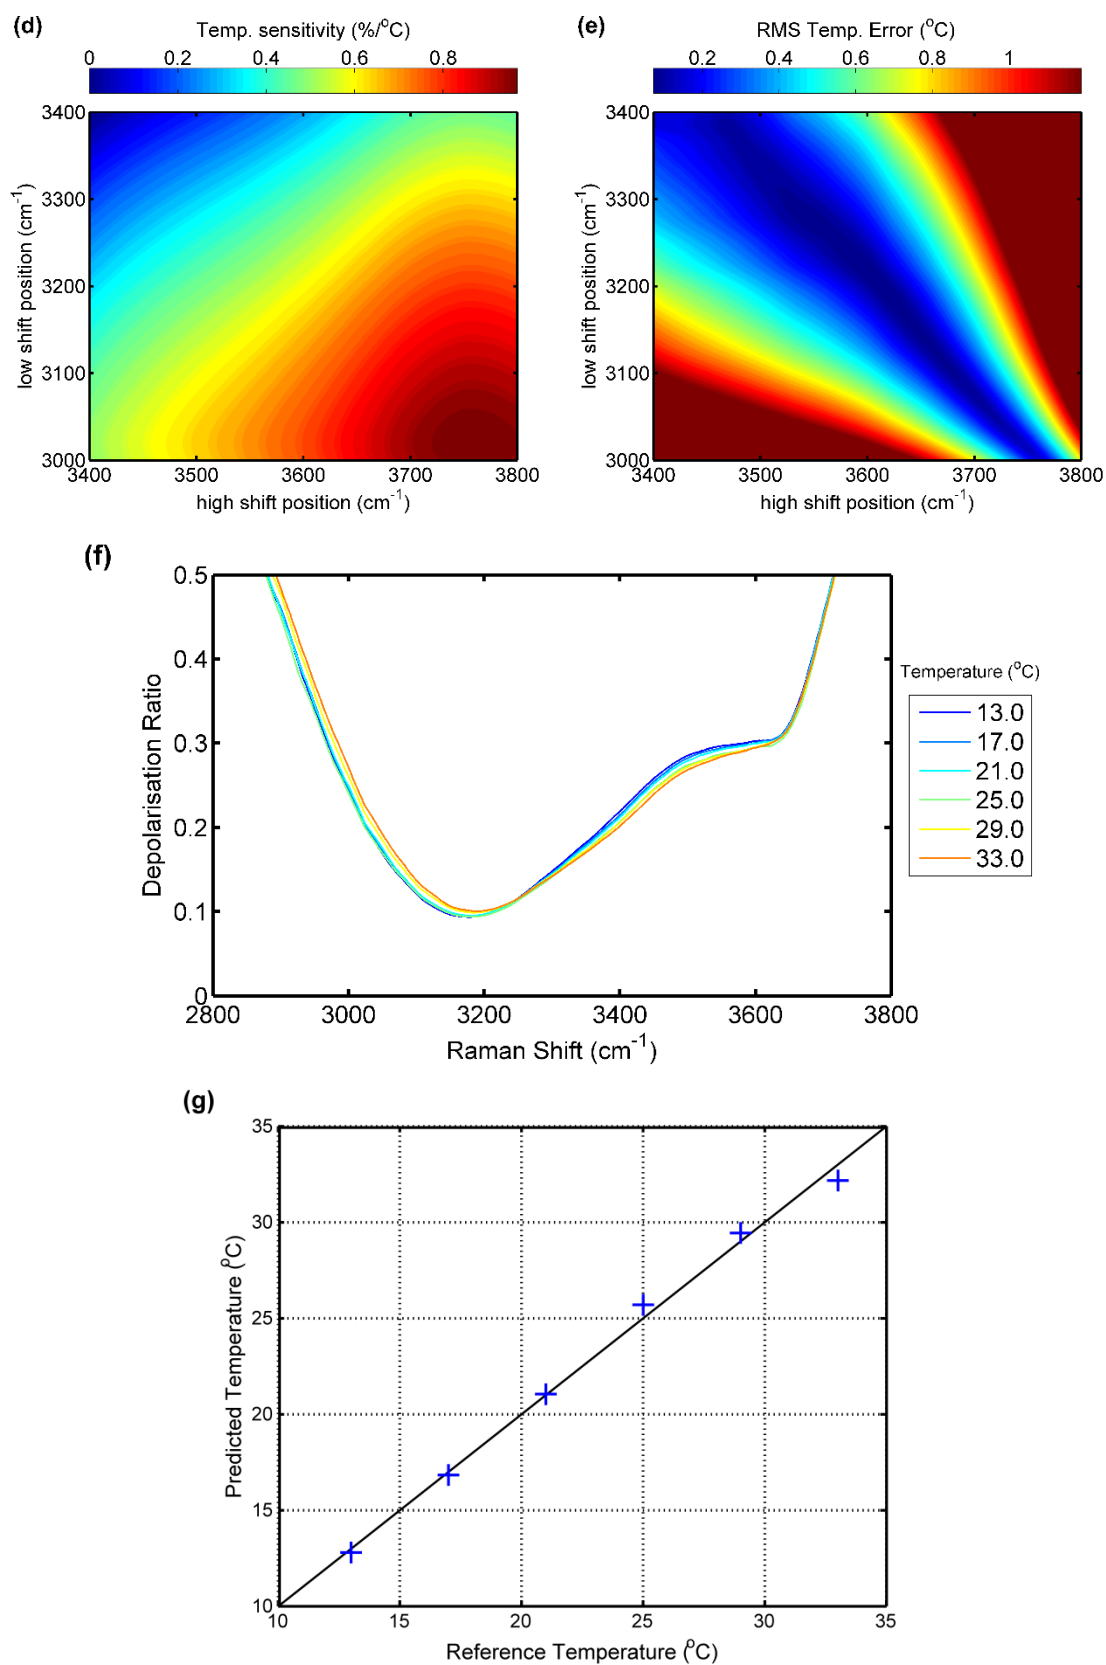 (d) Temp. sensitivity (%/°C)
0 0.2 0.4 0.6 0.8
3400
3300
3200
3100
3000
low shift position (cm⁻¹)
3400 3500 3600 3700 3800
high shift position (cm⁻¹)
(e) RMS Temp. Error (°C)
0.2 0.4 0.6 0.8 1
3400
3300
3200
3100
3000
low shift position (cm⁻¹)
3400 3500 3600 3700 3800
high shift position (cm⁻¹)
(f)
0.5
0.4
0.3
0.2
0.1
0
Depolarisation Ratio
2800 3000 3200 3400 3600 3800
Raman Shift (cm⁻¹)
Temperature (°C)
13.0
17.0
21.0
25.0
29.0
33.0
(g)
35
30
25
20
15
10
Predicted Temperature (°C)
10 15 20 25 30 35
Reference Temperature (°C)